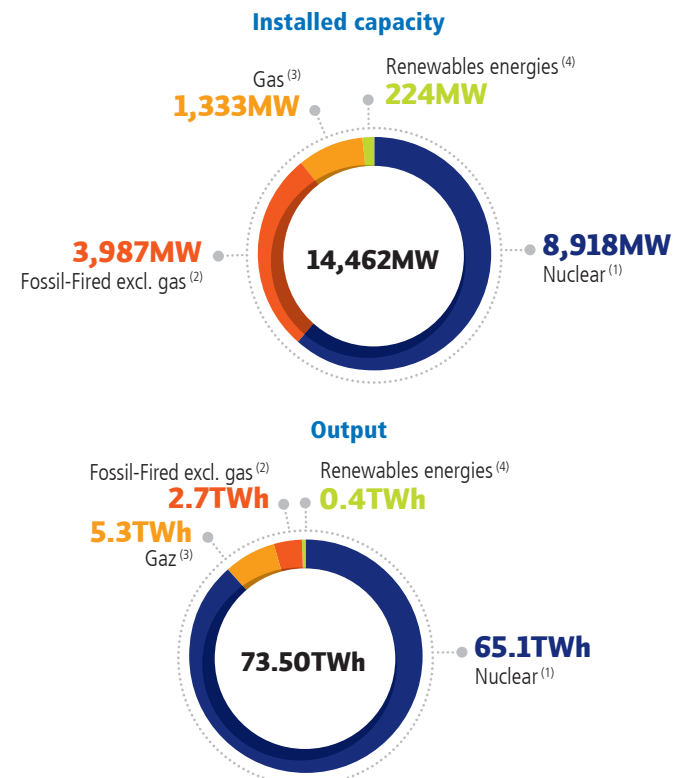 Installed capacity
Gas (3)
1,333MW
Renewables energies (4)
224MW
3,987MW
Fossil-Fired excl. gas (2)
14,462MW
8,918MW
Nuclear (1)
Output
Fossil-Fired excl. gas (2)
2.7TWh
Renewables energies (4)
0.4TWh
5.3TWh
Gaz (3)
73.50TWh
65.1TWh
Nuclear (1)